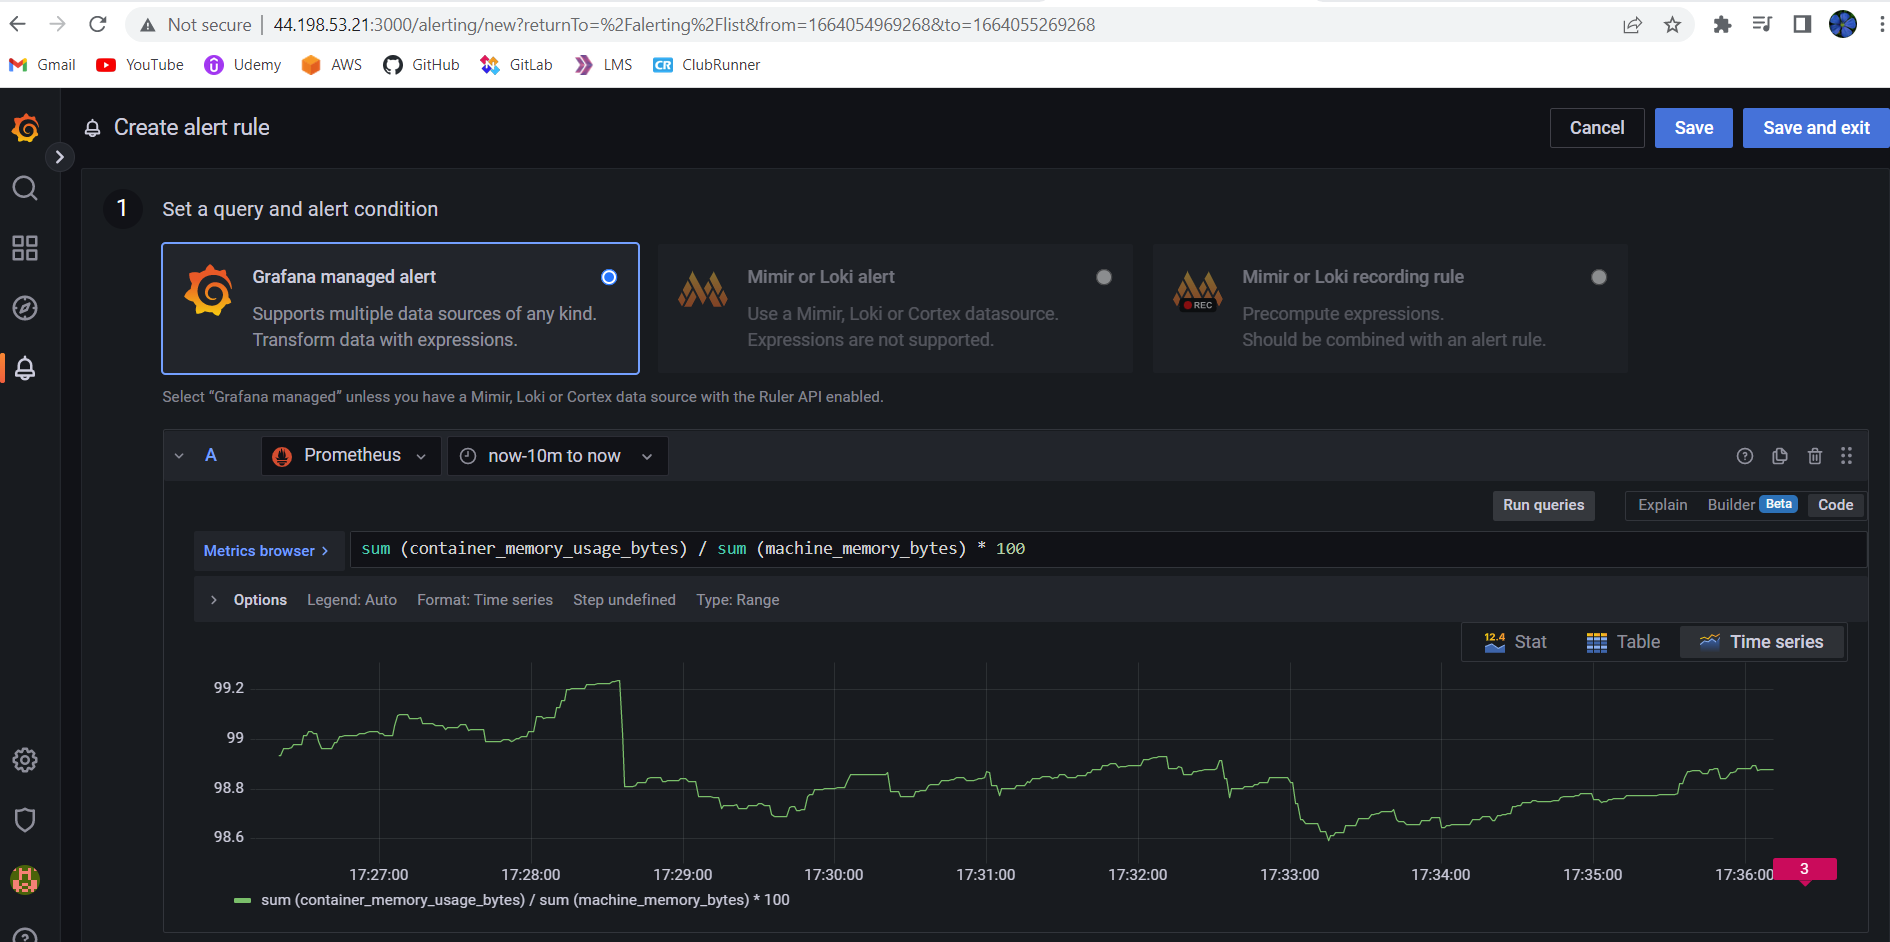 Not secure 44.198.53.21:3000/alerting/new?returnTo=%2Falerting%2Flist&from=1664054969268&to=1664055269268
Gmail YouTube Udemy AWS GitHub GitLab LMS CR ClubRunner
Create alert rule Cancel Save Save and exit
1 Set a query and alert condition
Grafana managed alert
Supports multiple data sources of any kind.
Transform data with expressions.
Mimir or Loki alert
Use a Mimir, Loki or Cortex datasource.
Expressions are not supported.
REC
Mimir or Loki recording rule
Precompute expressions.
Should be combined with an alert rule.
Select “Grafana managed” unless you have a Mimir, Loki or Cortex data source with the Ruler API enabled.
A Prometheus now-10m to now
Run queries Explain Builder Beta Code
Metrics browser > sum (container_memory_usage_bytes) / sum (machine_memory_bytes) * 100
> Options Legend: Auto Format: Time series Step undefined Type: Range
12.4 Stat Table Time series
99.2
99
98.8
98.6
17:27:00 17:28:00 17:29:00 17:30:00 17:31:00 17:32:00 17:33:00 17:34:00 17:35:00 17:36:00 3
sum (container_memory_usage_bytes) / sum (machine_memory_bytes) * 100